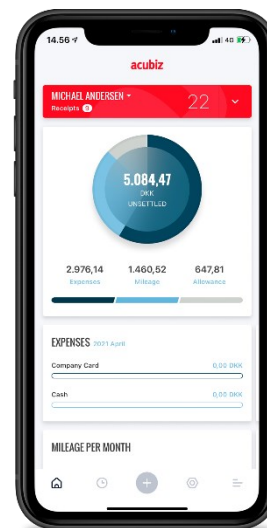 14.56
4G
acubiz
MICHAEL ANDERSEN
Receipts 0
22
5.084,47
DKK
UNSETTLED
2.976,14 1.460,52 647,81
Expenses Mileage Allowance
EXPENSES 2021 April
Company Card 0,00 DKK
Cash 0,00 DKK
MILEAGE PER MONTH